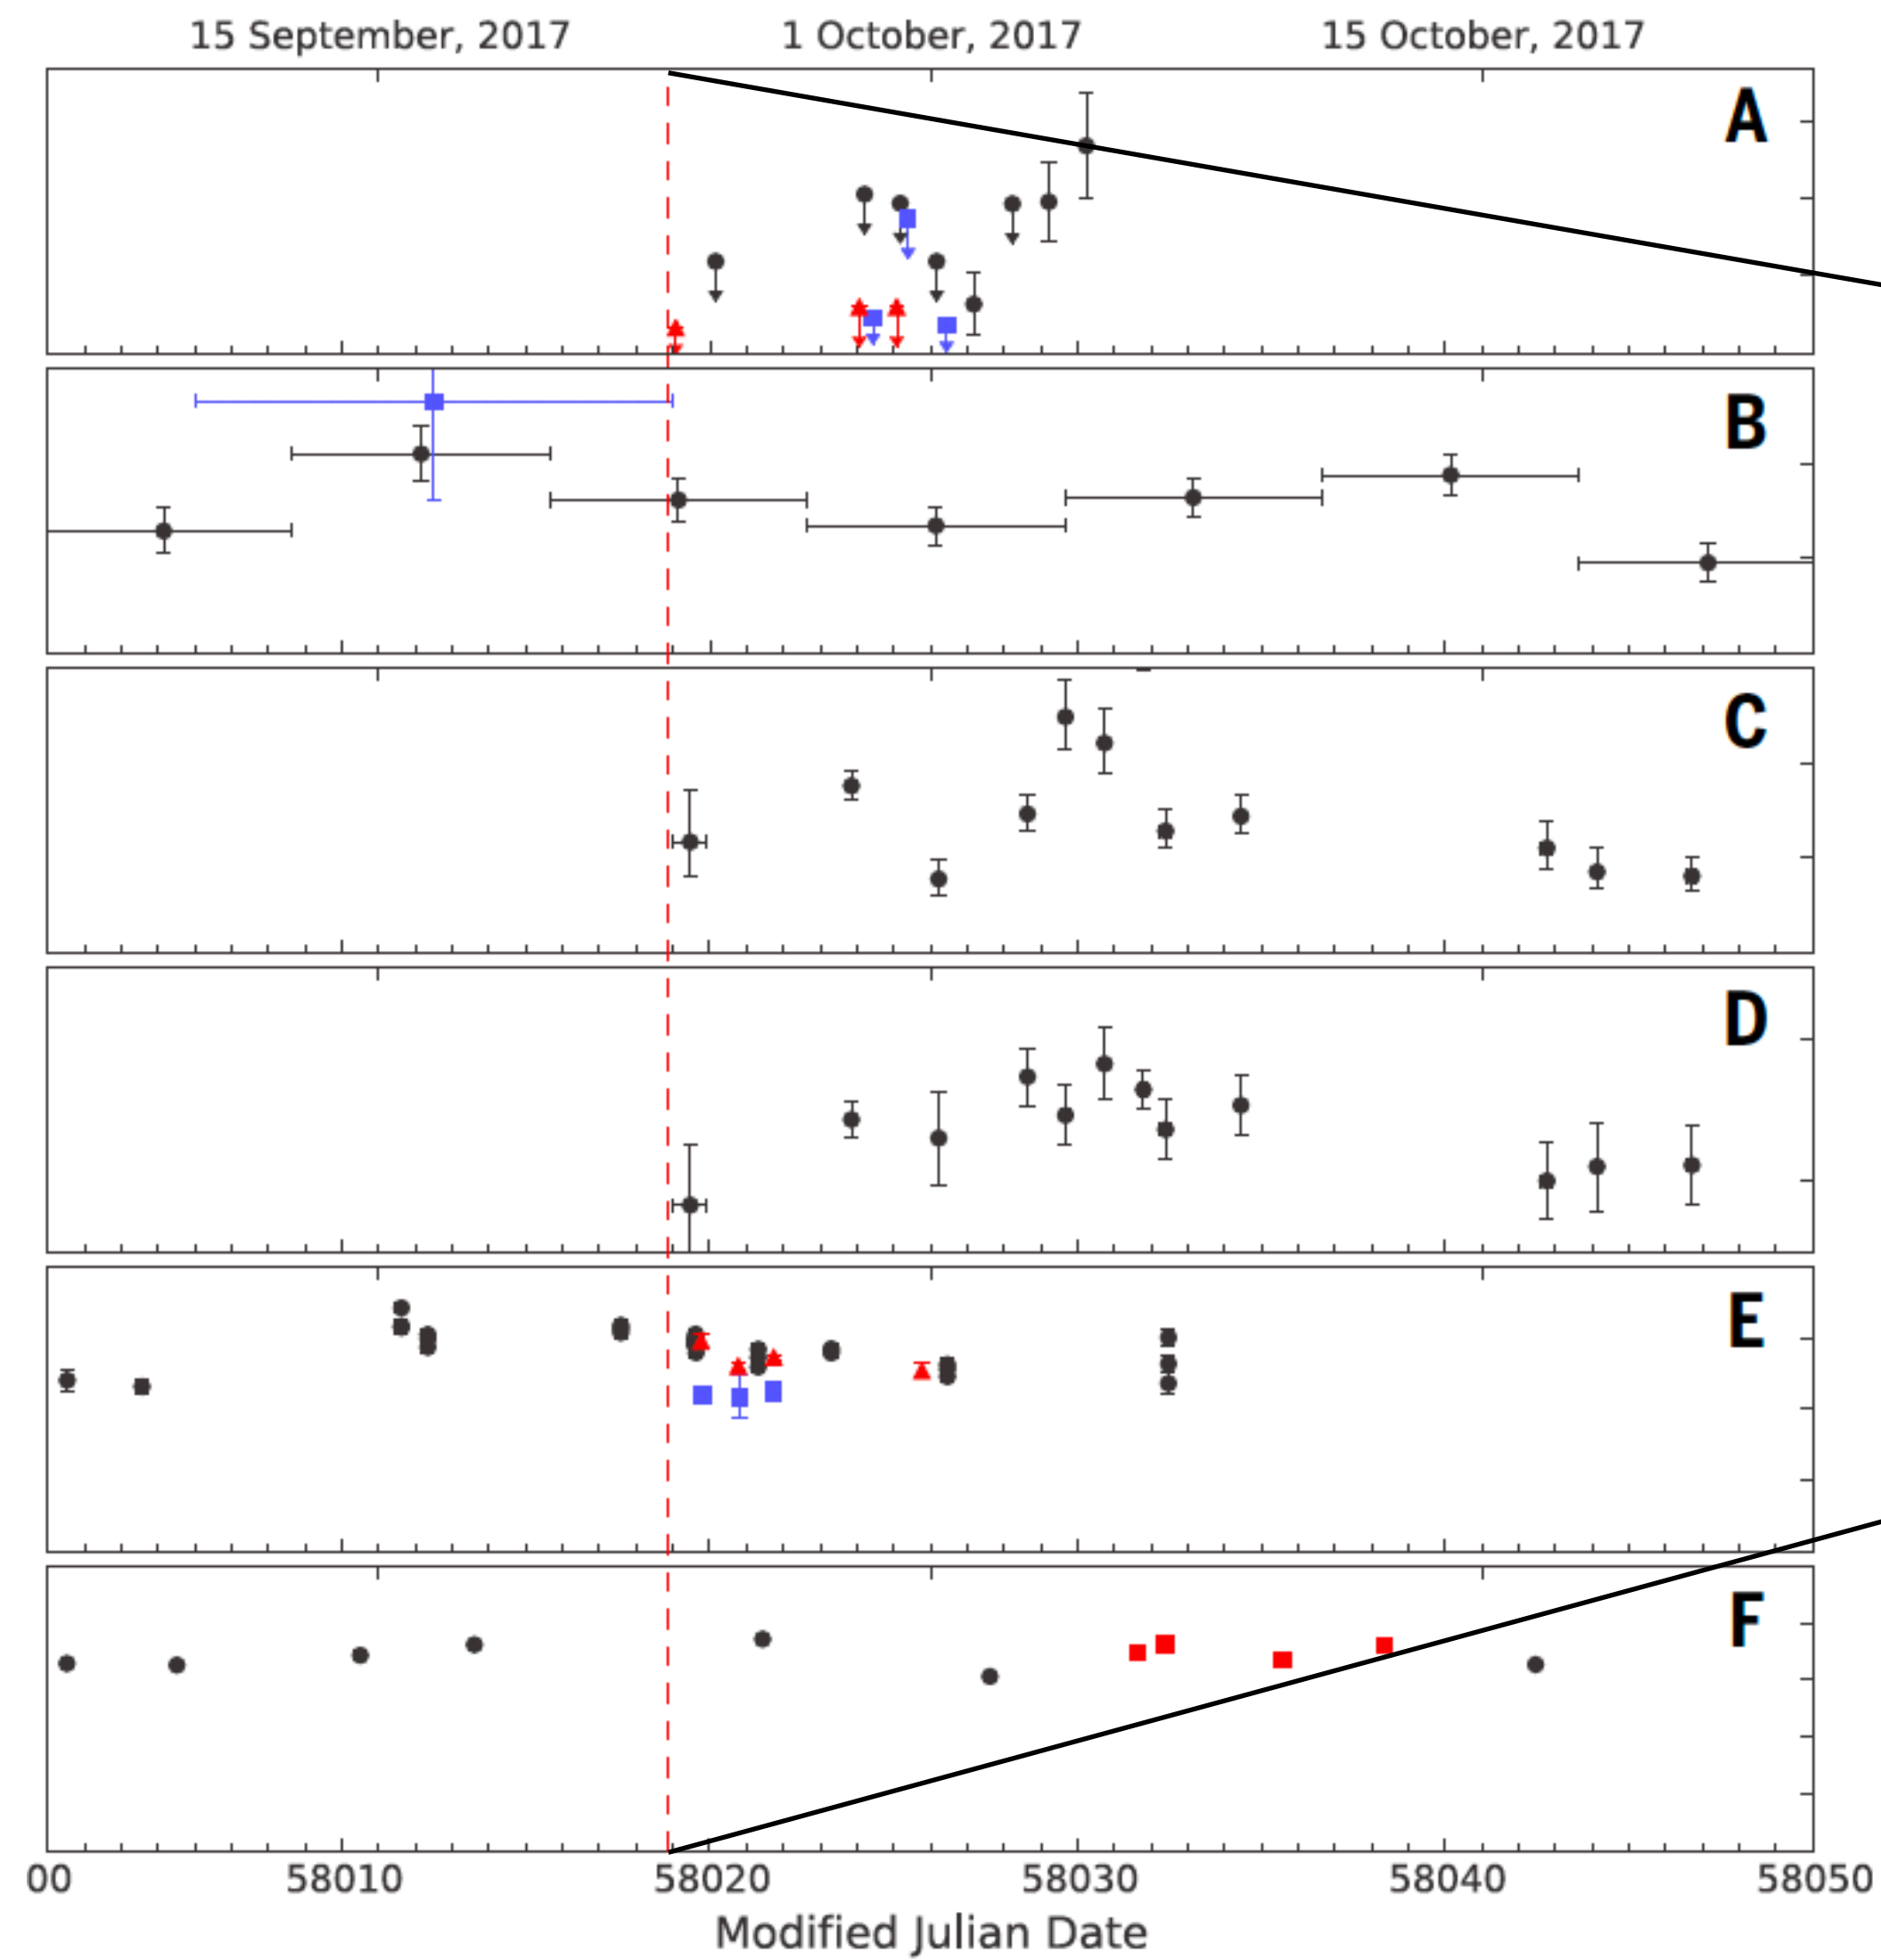 15 September, 2017 1 October, 2017 15 October, 2017
A
B
C
D
E
F
00 58010 58020 58030 58040 58050
Modified Julian Date